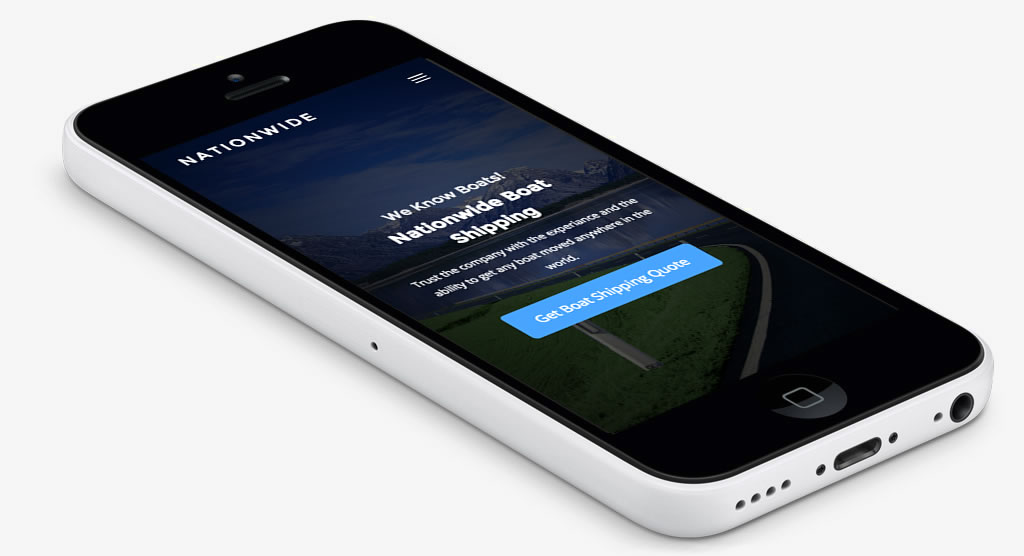 NATIONWIDE
We Know Boats!
Nationwide Boat
Shipping
Trust the company with the experiance and the
ability to get any boat moved anywhere in the
world.
Get Boat Shipping Quote